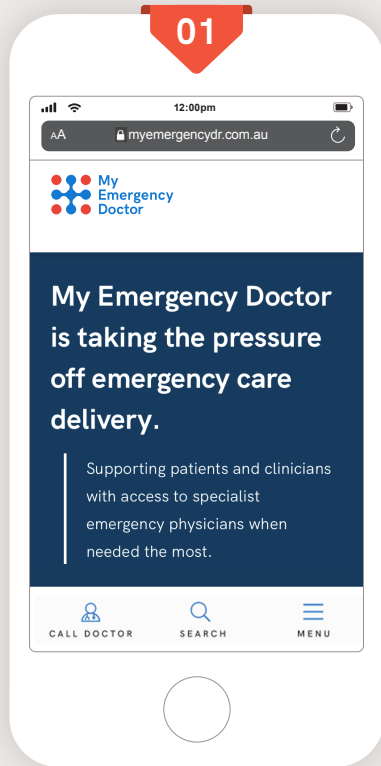 01
12:00pm
AA myemergencydr.com.au
My
Emergency
Doctor
My Emergency Doctor
is taking the pressure
off emergency care
delivery.
Supporting patients and clinicians
with access to specialist
emergency physicians when
needed the most.
CALL DOCTOR SEARCH MENU